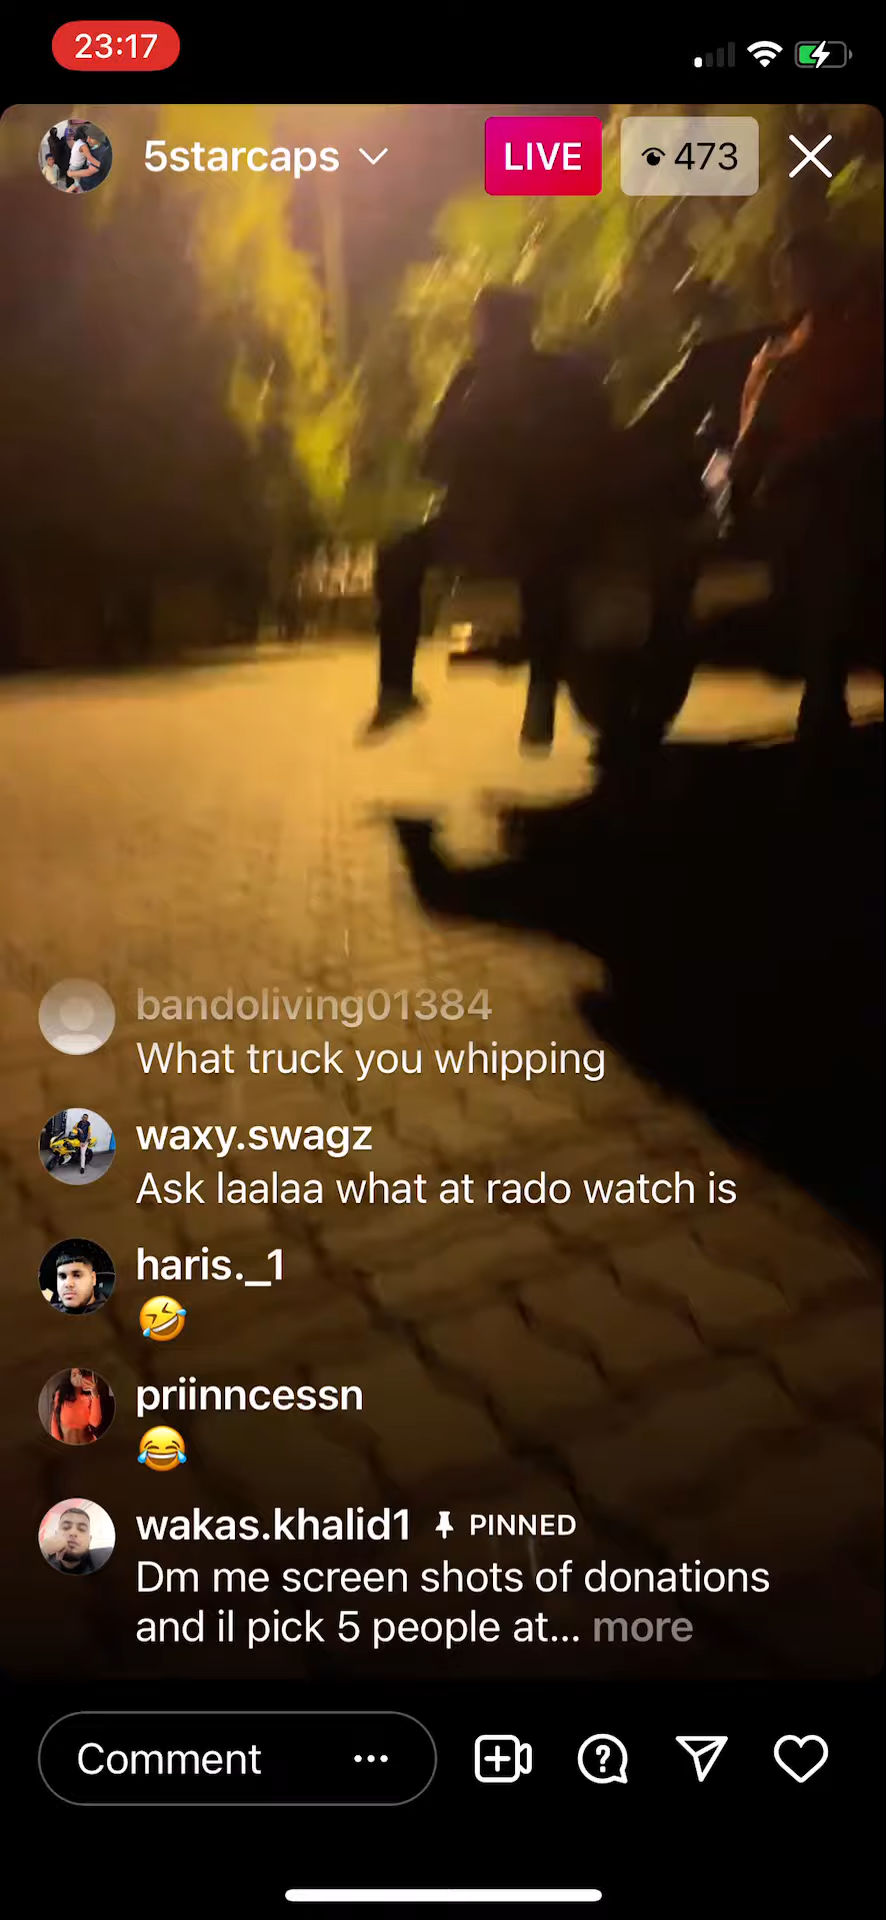 23:17
5starcaps
LIVE
473
bandoliving01384
What truck you whipping
waxy.swagz
Ask laalaa what at rado watch is
haris._1
🤣
priinncessn
😂
wakas.khalid1 PINNED
Dm me screen shots of donations
and il pick 5 people at... more
Comment ...